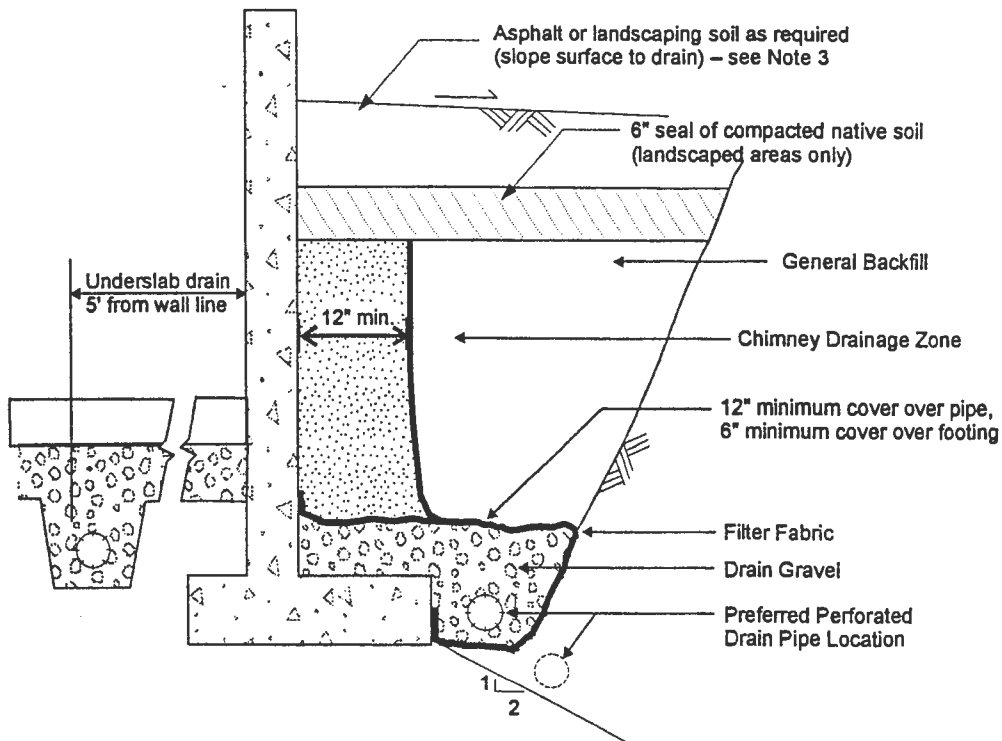 Asphalt or landscaping soil as required
(slope surface to drain) – see Note 3
6" seal of compacted native soil
(landscaped areas only)
General Backfill
Underslab drain
5' from wall line
12" min.
Chimney Drainage Zone
12" minimum cover over pipe,
6" minimum cover over footing
Filter Fabric
Drain Gravel
Preferred Perforated
Drain Pipe Location
1
2